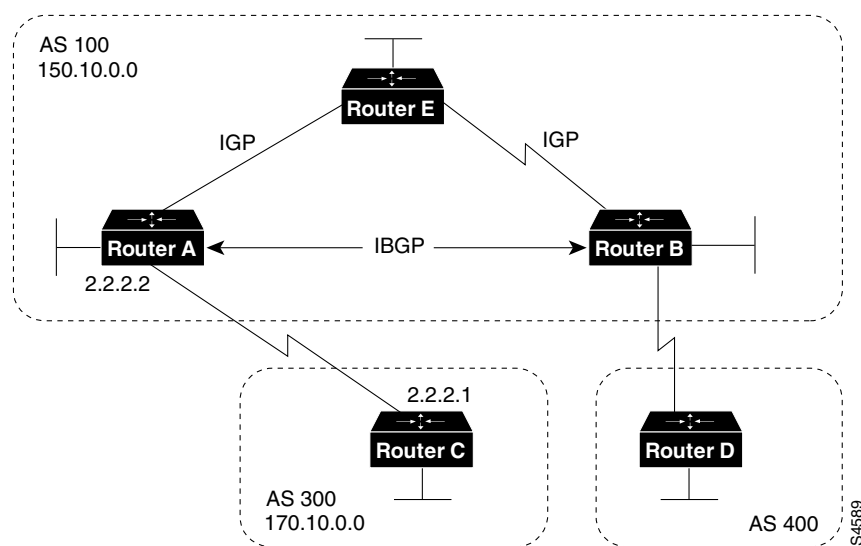 AS 100
150.10.0.0
Router E
IGP
IGP
Router A
IBGP
Router B
2.2.2.2
2.2.2.1
Router C
Router D
AS 300
170.10.0.0
AS 400
S4589